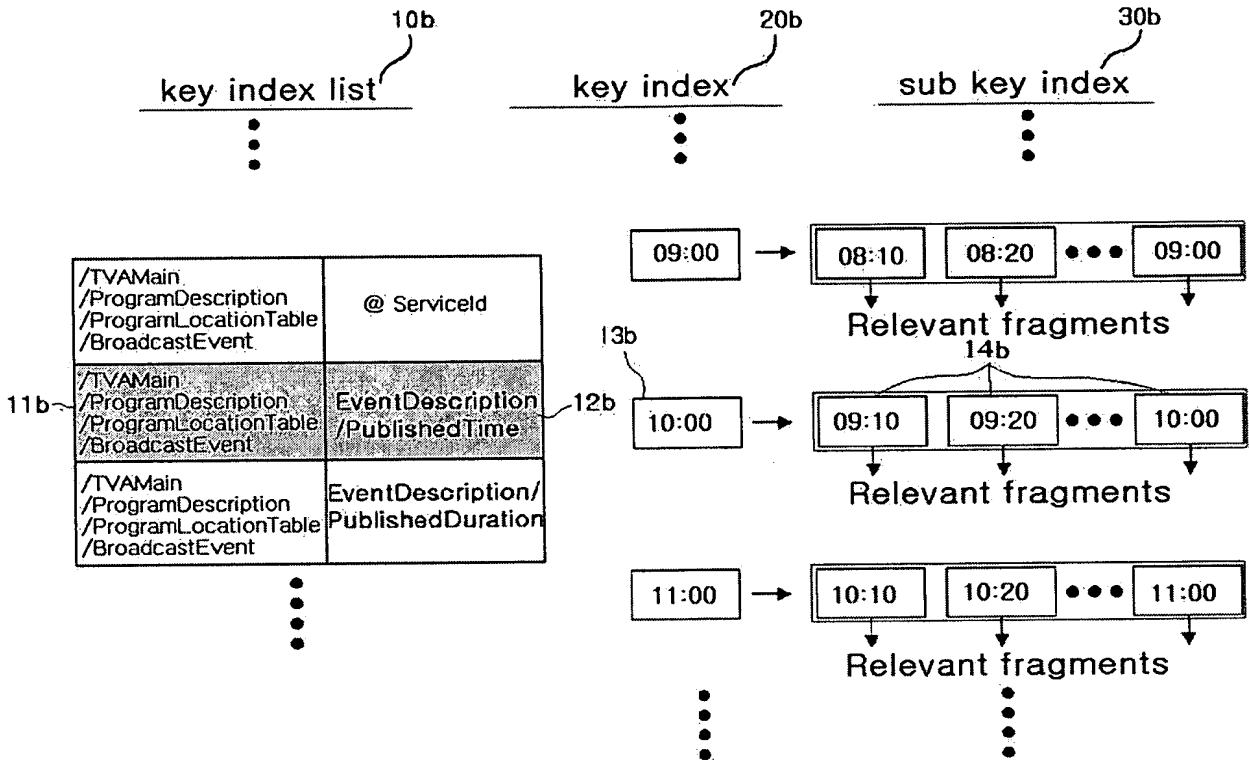 10b
20b
30b
key index list
key index
sub key index
/TVAMain
/ProgramDescription
/ProgramLocationTable
/BroadcastEvent
@ ServiceId
11b
/TVAMain
/ProgramDescription
/ProgramLocationTable
/BroadcastEvent
EventDescription
/PublishedTime
12b
/TVAMain
/ProgramDescription
/ProgramLocationTable
/BroadcastEvent
EventDescription/
PublishedDuration
09:00
08:10
08:20
09:00
Relevant fragments
13b
14b
10:00
09:10
09:20
10:00
Relevant fragments
11:00
10:10
10:20
11:00
Relevant fragments